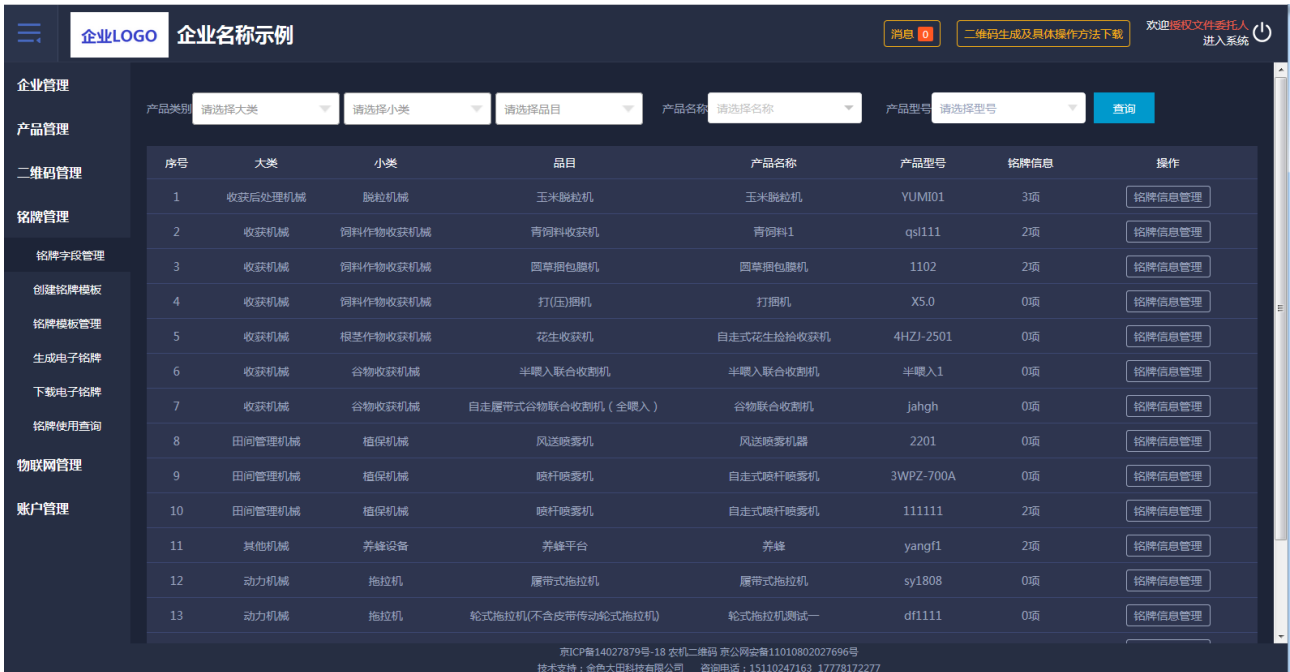 企业LOGO 企业名称示例 消息 0 二维码生成及具体操作方法下载 欢迎授权文件委托人
进入系统
企业管理
产品管理
二维码管理
铭牌管理
铭牌字段管理
创建铭牌模板
铭牌模板管理
生成电子铭牌
下载电子铭牌
铭牌使用查询
物联网管理
账户管理
产品类别 请选择大类 请选择小类 请选择品目 产品名称 请选择名称 产品型号 请选择型号 查询
序号 大类 小类 品目 产品名称 产品型号 铭牌信息 操作
1 收获后处理机械 脱粒机械 玉米脱粒机 玉米脱粒机 YUMI01 3项 铭牌信息管理
2 收获机械 饲料作物收获机械 青饲料收获机 青饲料1 qsl111 2项 铭牌信息管理
3 收获机械 饲料作物收获机械 圆草捆包膜机 圆草捆包膜机 1102 2项 铭牌信息管理
4 收获机械 饲料作物收获机械 打(压)捆机 打捆机 X5.0 0项 铭牌信息管理
5 收获机械 根茎作物收获机械 花生收获机 自走式花生捡拾收获机 4HZJ-2501 0项 铭牌信息管理
6 收获机械 谷物收获机械 半喂入联合收割机 半喂入联合收割机 半喂入1 0项 铭牌信息管理
7 收获机械 谷物收获机械 自走履带式谷物联合收割机（全喂入） 谷物联合收割机 jahgh 0项 铭牌信息管理
8 田间管理机械 植保机械 风送喷雾机 风送喷雾机器 2201 0项 铭牌信息管理
9 田间管理机械 植保机械 喷杆喷雾机 自走式喷杆喷雾机 3WPZ-700A 0项 铭牌信息管理
10 田间管理机械 植保机械 喷杆喷雾机 自走式喷杆喷雾机 111111 2项 铭牌信息管理
11 其他机械 养蜂设备 养蜂平台 养蜂 yangf1 2项 铭牌信息管理
12 动力机械 拖拉机 履带式拖拉机 履带式拖拉机 sy1808 0项 铭牌信息管理
13 动力机械 拖拉机 轮式拖拉机(不含皮带传动轮式拖拉机) 轮式拖拉机测试一 df1111 0项 铭牌信息管理
京ICP备14027879号-18 农机二维码 京公网安备11010802027696号
技术支持：金色大田科技有限公司 咨询电话：15110247163 17778172277